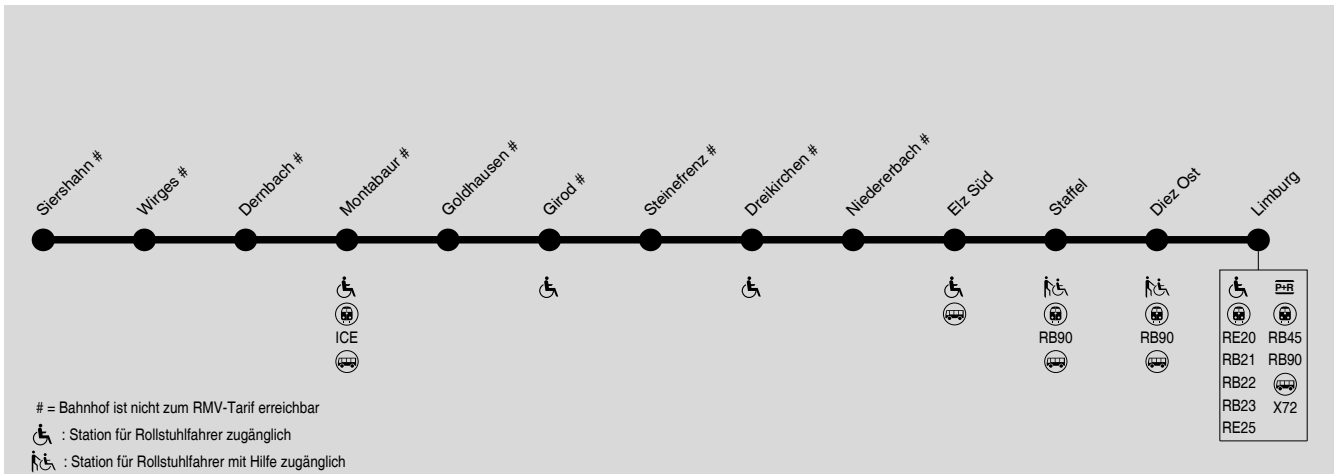 Siershahn #
Wirges #
Dernbach #
Montabaur #
Goldhausen #
Girod #
Steinefrenz #
Dreikirchen #
Niedererbach #
Elz Süd
Staffel
Diez Ost
Limburg
ICE
RB90
RB90
P+R
RE20 RB45
RB21 RB90
RB22
RB23 X72
RE25
# = Bahnhof ist nicht zum RMV-Tarif erreichbar
: Station für Rollstuhlfahrer zugänglich
: Station für Rollstuhlfahrer mit Hilfe zugänglich